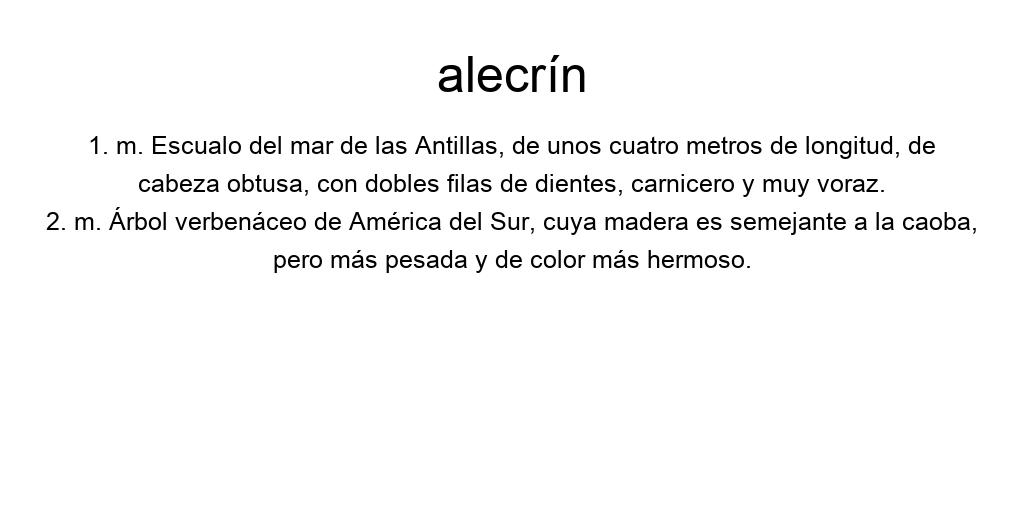 alecrín
1. m. Escualo del mar de las Antillas, de unos cuatro metros de longitud, de
cabeza obtusa, con dobles filas de dientes, carnicero y muy voraz.
2. m. Árbol verbenáceo de América del Sur, cuya madera es semejante a la caoba,
pero más pesada y de color más hermoso.